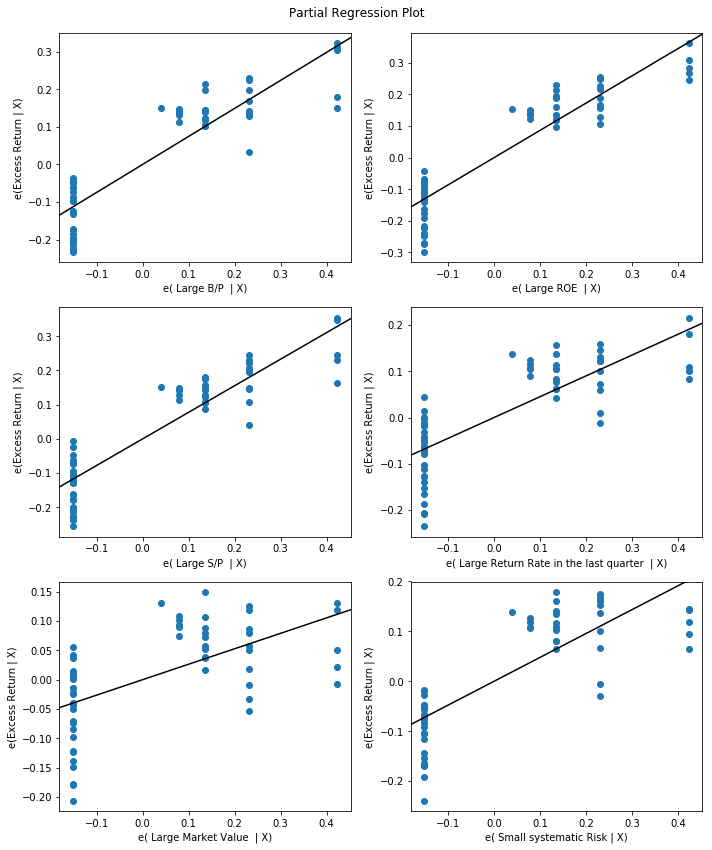 Partial Regression Plot
e(Excess Return | X)
0.3
0.2
0.1
0.0
−0.1
−0.2
−0.1 0.0 0.1 0.2 0.3 0.4
e( Large B/P | X)
e(Excess Return | X)
0.3
0.2
0.1
0.0
−0.1
−0.2
−0.3
−0.1 0.0 0.1 0.2 0.3 0.4
e( Large ROE | X)
e(Excess Return | X)
0.3
0.2
0.1
0.0
−0.1
−0.2
−0.1 0.0 0.1 0.2 0.3 0.4
e( Large S/P | X)
e(Excess Return | X)
0.2
0.1
0.0
−0.1
−0.2
−0.1 0.0 0.1 0.2 0.3 0.4
e( Large Return Rate in the last quarter | X)
e(Excess Return | X)
0.15
0.10
0.05
0.00
−0.05
−0.10
−0.15
−0.20
−0.1 0.0 0.1 0.2 0.3 0.4
e( Large Market Value | X)
e(Excess Return | X)
0.2
0.1
0.0
−0.1
−0.2
−0.1 0.0 0.1 0.2 0.3 0.4
e( Small systematic Risk | X)